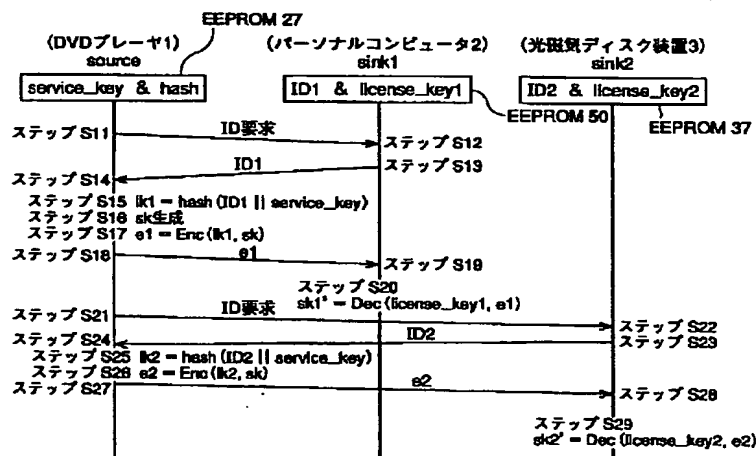 EEPROM 27
(DVDプレーヤ1) (パーソナルコンピュータ2) (光磁気ディスク装置3)
source sink1 sink2
service_key & hash ID1 & license_key1 ID2 & license_key2
EEPROM 50 EEPROM 37
ステップ S11 ID要求 ステップ S12
ステップ S14 ID1 ステップ S13
ステップ S15 lk1 = hash (ID1 || service_key)
ステップ S16 sk生成
ステップ S17 e1 = Enc (lk1, sk)
ステップ S18 e1 ステップ S19
ステップ S20
sk1' = Dec (license_key1, e1)
ステップ S21 ID要求 ステップ S22
ステップ S24 ID2 ステップ S23
ステップ S25 lk2 = hash (ID2 || service_key)
ステップ S26 e2 = Enc (lk2, sk)
ステップ S27 e2 ステップ S28
ステップ S29
sk2' = Dec (license_key2, e2)